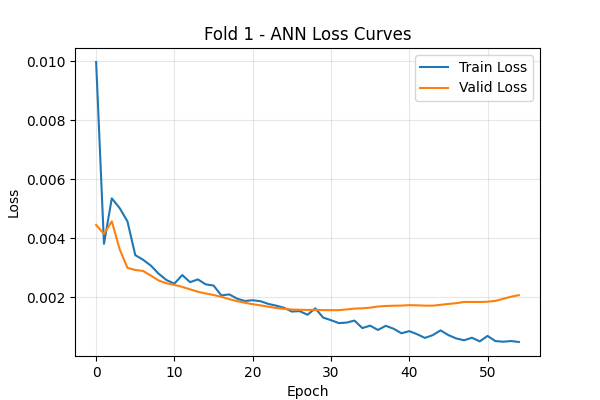 Fold 1 - ANN Loss Curves
Train Loss
Valid Loss
0.010
0.008
0.006
0.004
0.002
Loss
0 10 20 30 40 50
Epoch